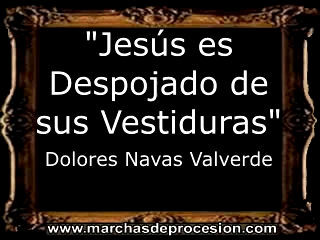 "Jesús es
Despojado de
sus Vestiduras"
Dolores Navas Valverde
www.marchasdeprocesion.com